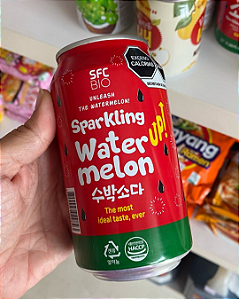 SFC
BIO
EXCESO
CALORÍAS
UNLEASH
THE WATERMELON!
Sparkling
UP!
Water
melon
수박소다
The most
ideal taste, ever
HACCP